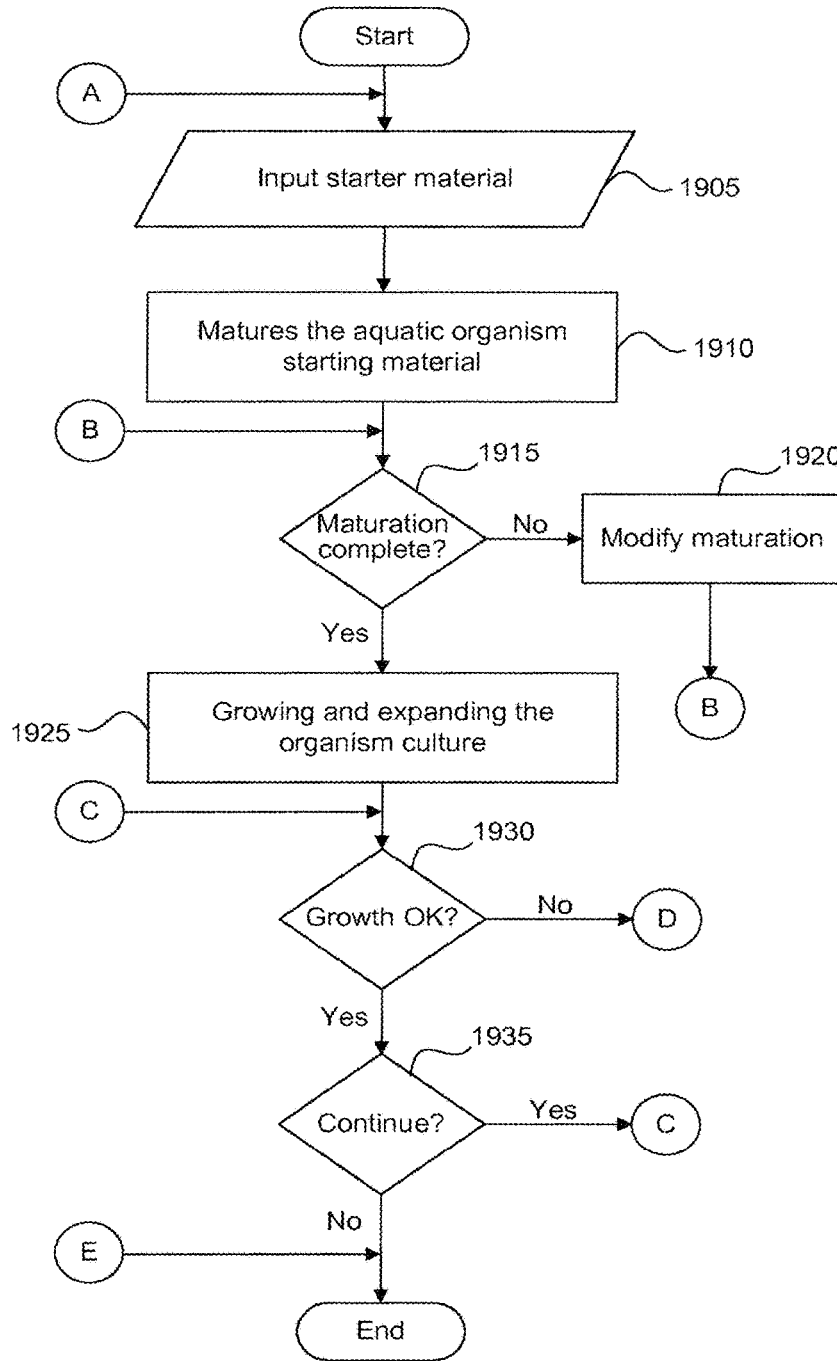 Start
A
Input starter material
1905
Matures the aquatic organism
starting material
1910
B
1915
1920
Maturation
complete?
No
Modify maturation
Yes
B
Growing and expanding the
organism culture
1925
C
1930
Growth OK?
No
D
Yes
1935
Continue?
Yes
C
No
E
End